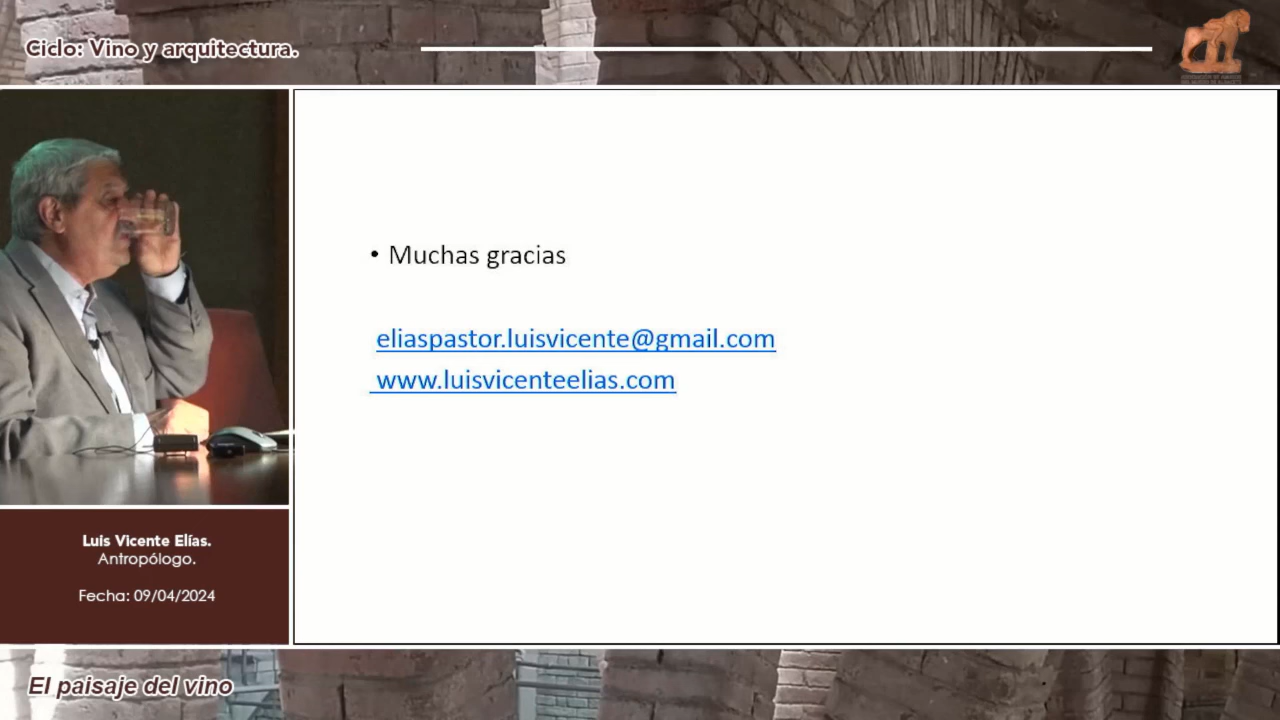 Ciclo: Vino y arquitectura.
• Muchas gracias
eliaspastor.luisvicente@gmail.com
www.luisvicenteelias.com
Luis Vicente Elías.
Antropólogo.
Fecha: 09/04/2024
El paisaje del vino